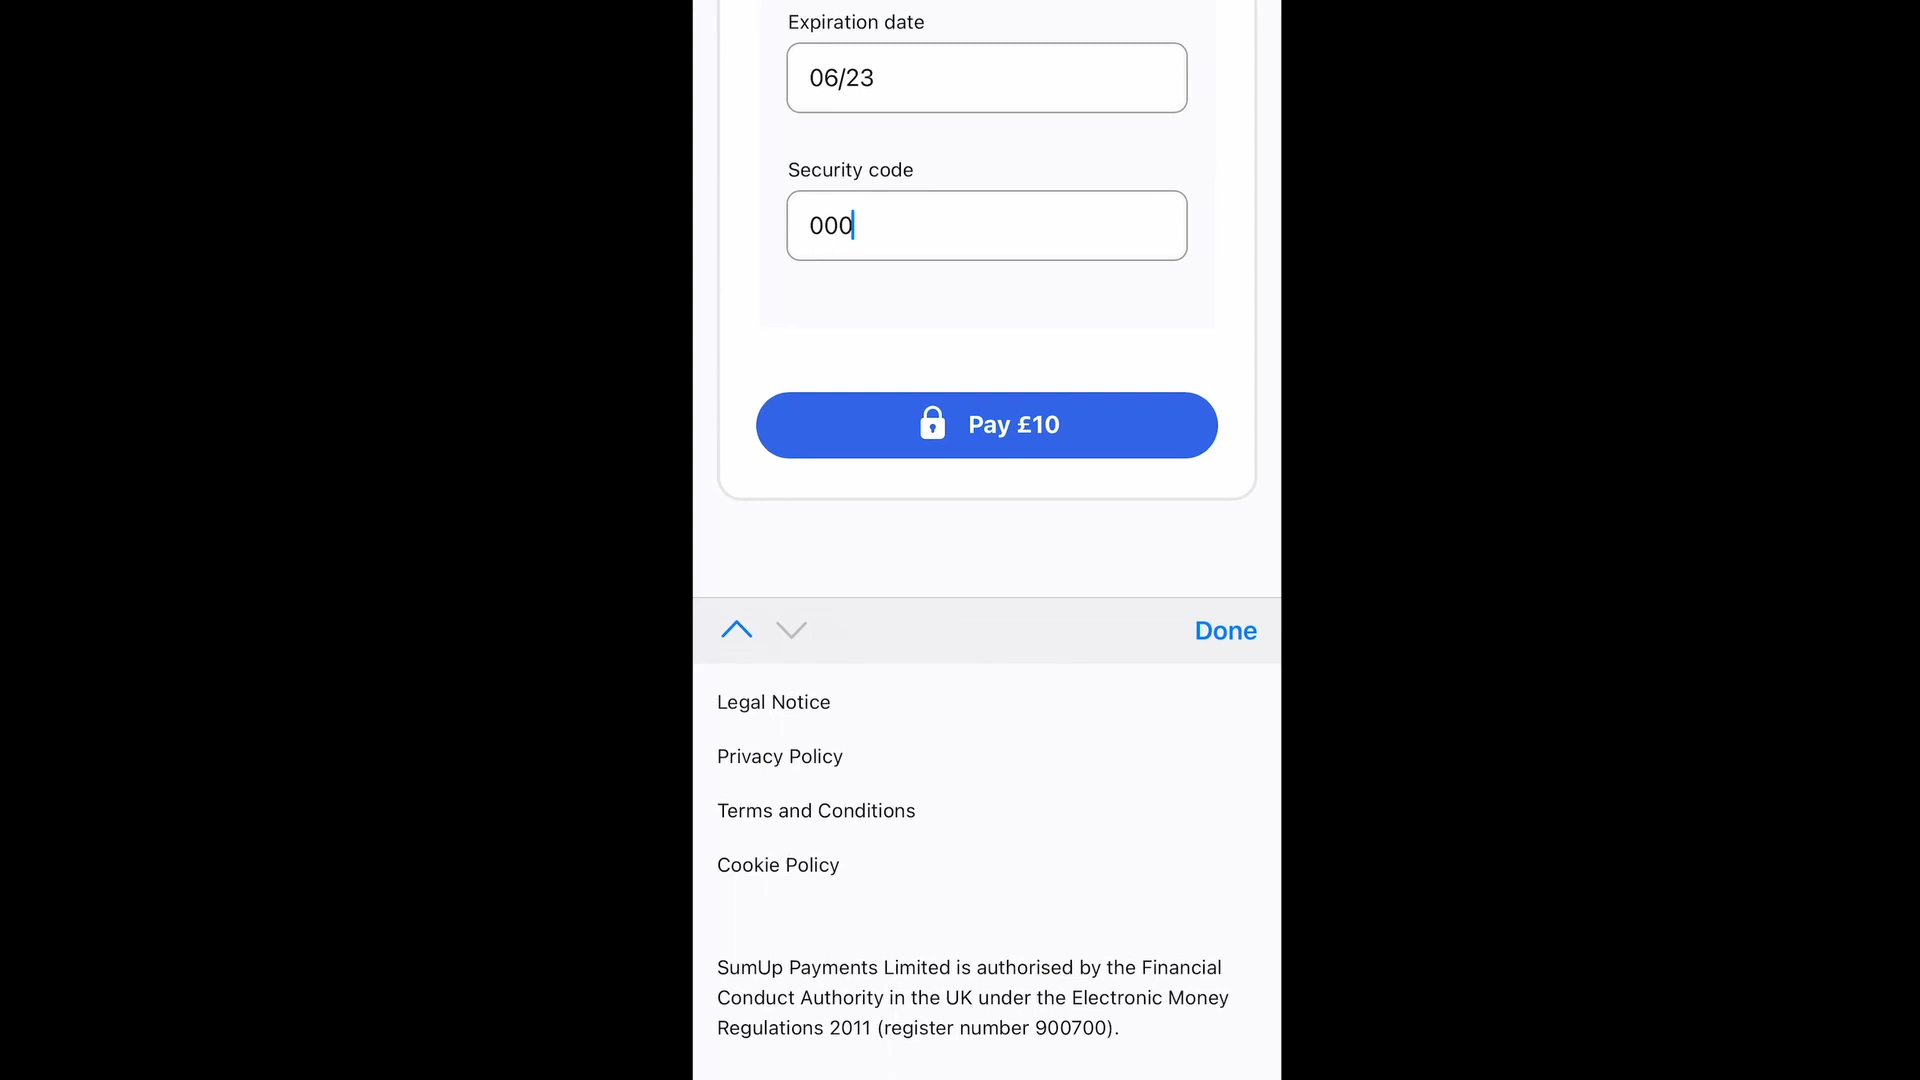 Expiration date
06/23
Security code
000
Pay £10
Done
Legal Notice
Privacy Policy
Terms and Conditions
Cookie Policy
SumUp Payments Limited is authorised by the Financial
Conduct Authority in the UK under the Electronic Money
Regulations 2011 (register number 900700).